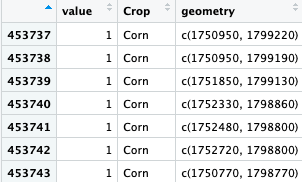 value Crop geometry
453737 1 Corn c(1750950, 1799220)
453738 1 Corn c(1750950, 1799190)
453739 1 Corn c(1751850, 1799130)
453740 1 Corn c(1752330, 1798860)
453741 1 Corn c(1752480, 1798800)
453742 1 Corn c(1752720, 1798800)
453743 1 Corn c(1750770, 1798770)